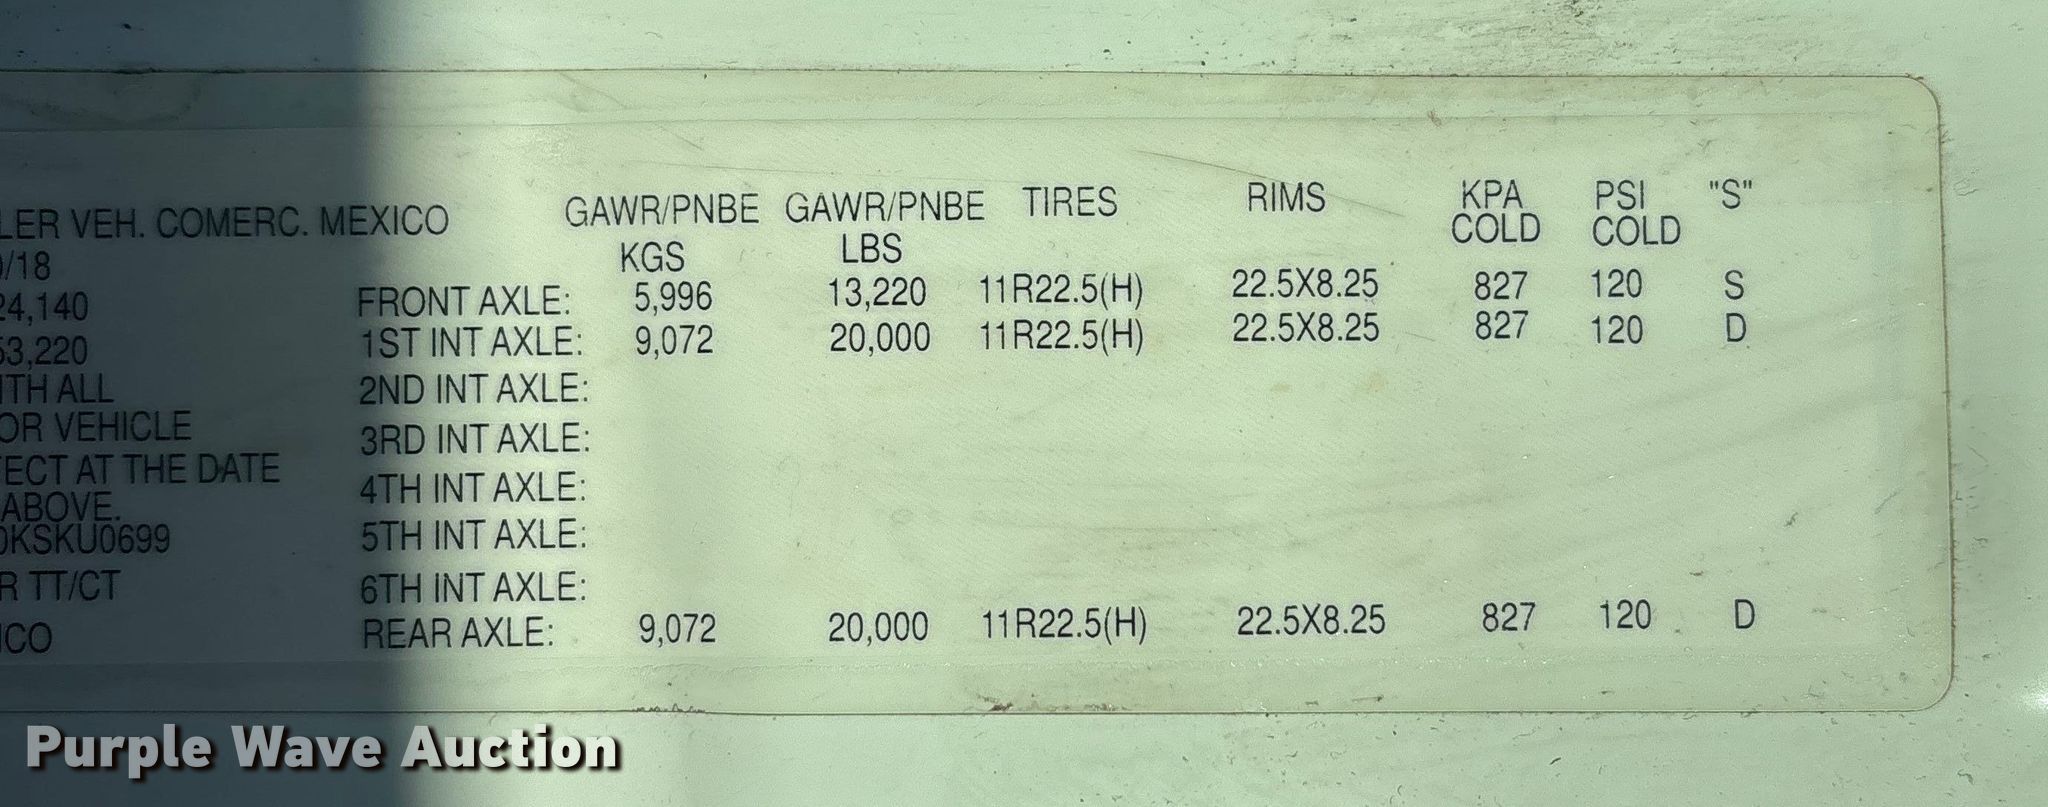 LER VEH. COMERC. MEXICO GAWR/PNBE GAWR/PNBE TIRES RIMS KPA PSI "S"
KGS LBS COLD COLD
/18
24,140 FRONT AXLE: 5,996 13,220 11R22.5(H) 22.5X8.25 827 120 S
53,220 1ST INT AXLE: 9,072 20,000 11R22.5(H) 22.5X8.25 827 120 D
ITH ALL 2ND INT AXLE:
OR VEHICLE 3RD INT AXLE:
FECT AT THE DATE 4TH INT AXLE:
ABOVE.
0KSKU0699 5TH INT AXLE:
R TT/CT 6TH INT AXLE:
ICO REAR AXLE: 9,072 20,000 11R22.5(H) 22.5X8.25 827 120 D
Purple Wave Auction